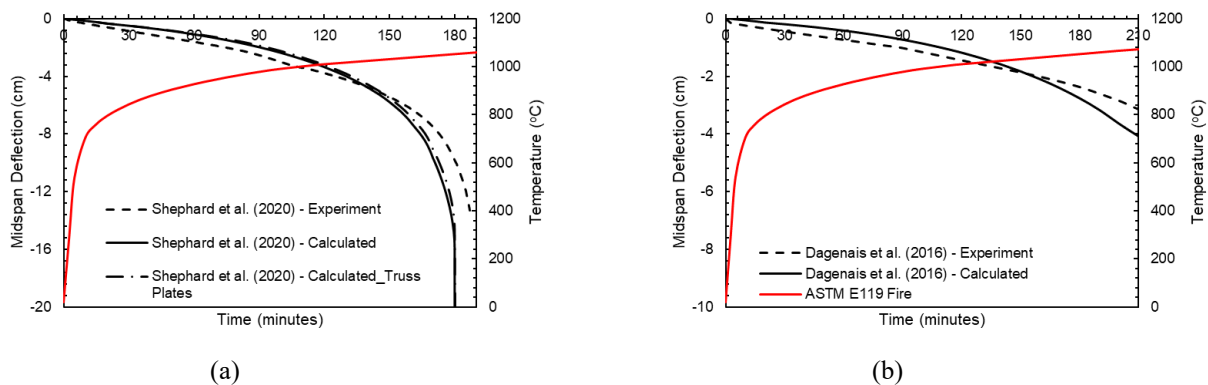 0
-4
-8
-12
-16
-20
Midspan Deflection (cm)
0 30 60 90 120 150 180
1200
1000
800
600
400
200
0
Temperature (°C)
Shephard et al. (2020) - Experiment
Shephard et al. (2020) - Calculated
Shephard et al. (2020) - Calculated_Truss
Plates
Time (minutes)
(a)
0
-2
-4
-6
-8
-10
Midspan Deflection (cm)
0 30 60 90 120 150 180 210
1200
1000
800
600
400
200
0
Temperature (°C)
Dagenais et al. (2016) - Experiment
Dagenais et al. (2016) - Calculated
ASTM E119 Fire
Time (minutes)
(b)